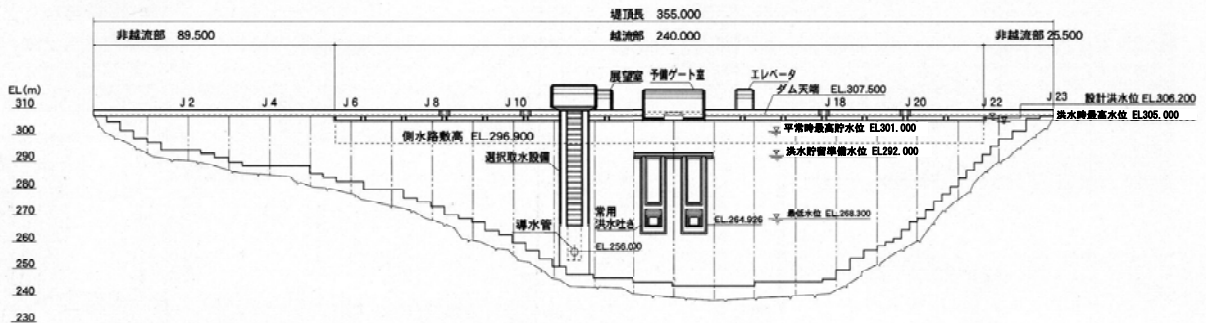 堤頂長 355.000
非越流部 89.500
越流部 240.000
非越流部 25.500
展望室
予備ゲート室
エレベータ
EL(m)
ダム天端 EL.307.500
310
J 2
J 4
J 6
J 8
J 10
J 18
J 20
J 22
J 23
設計洪水位 EL.306.200
洪水時最高水位 EL305.000
300
側水路敷高 EL.296.900
平常時最高貯水位 EL301.000
290
選択取水設備
洪水貯留準備水位 EL292.000
280
270
常用
洪水吐き
EL.264.926
最低水位 EL.268.300
260
導水管
EL.256.000
250
240
230